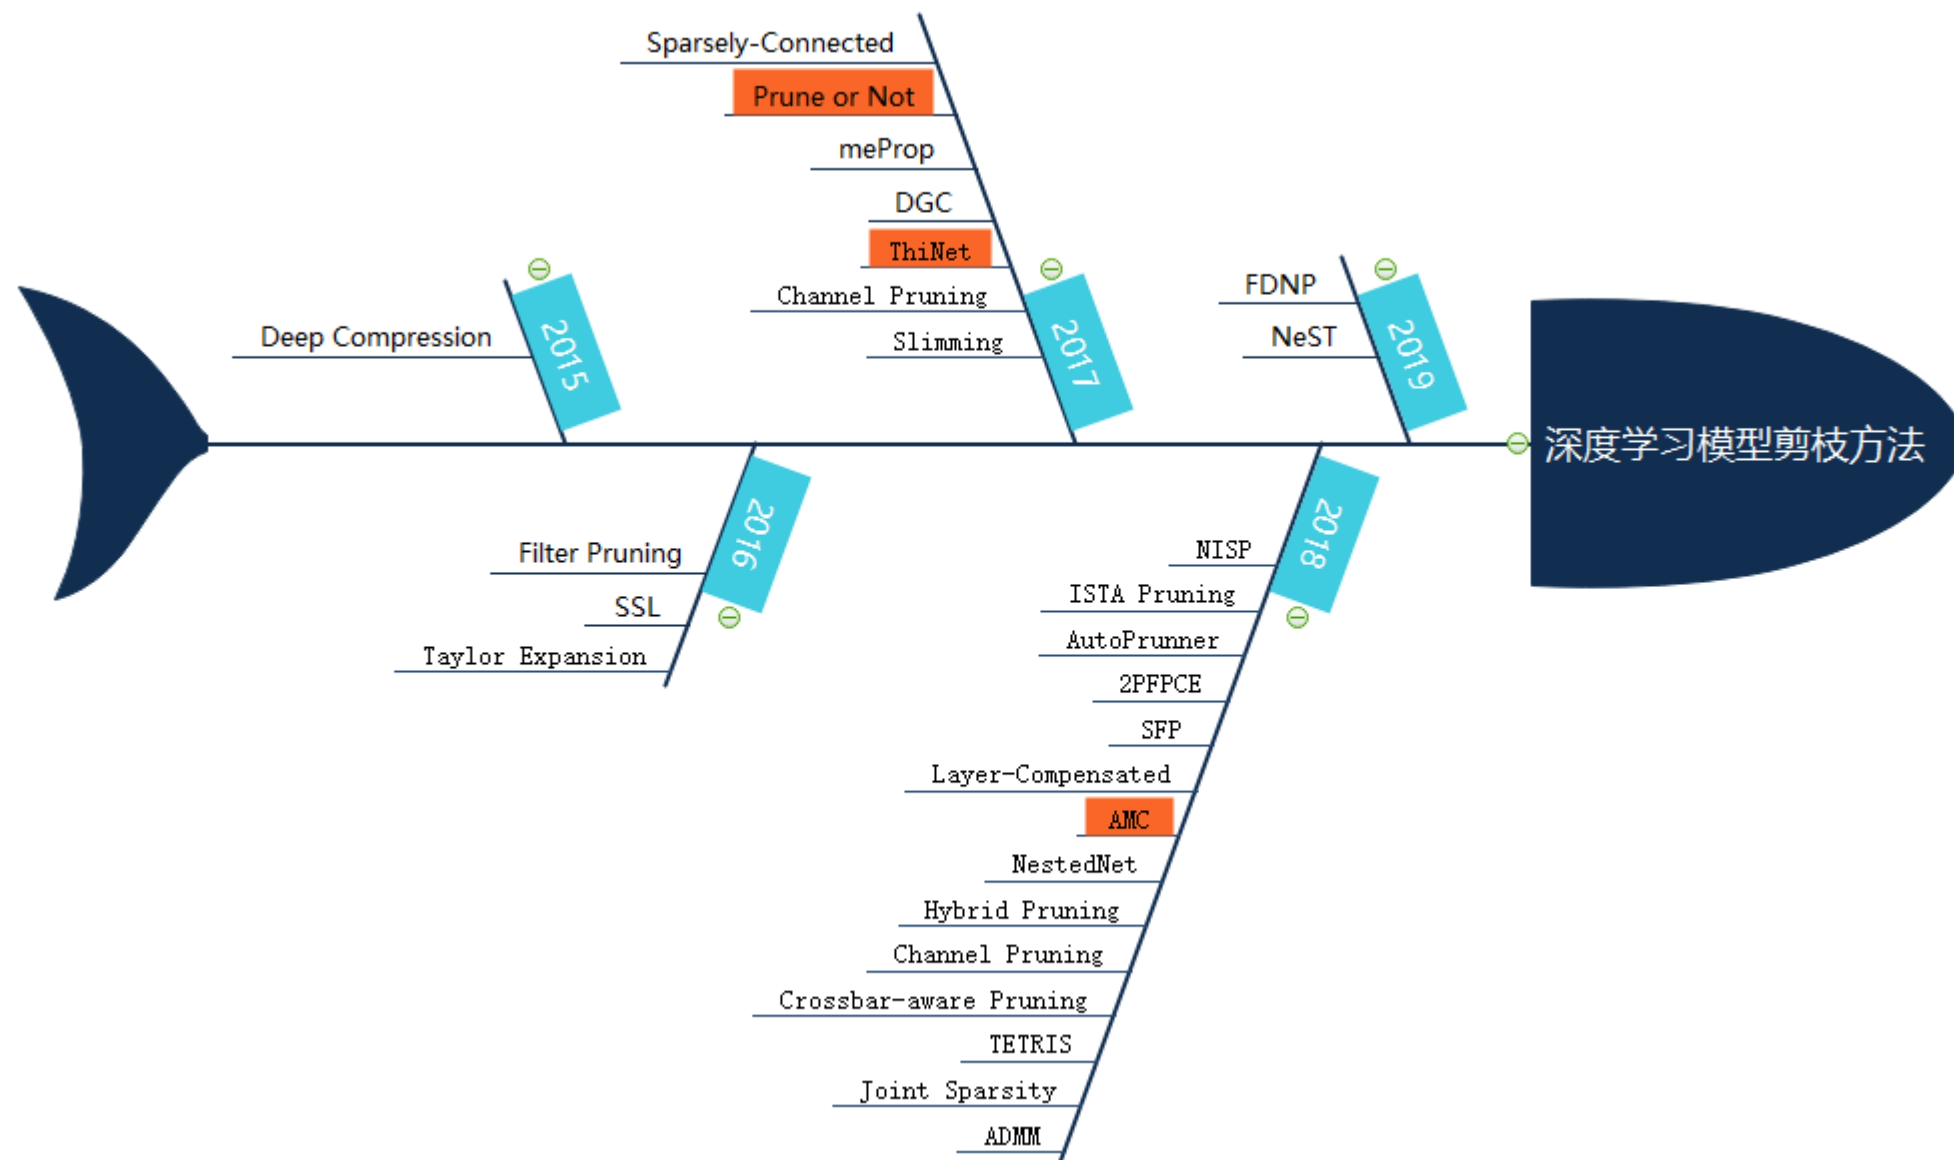 Sparsely-Connected
Prune or Not
meProp
DGC
ThiNet
Channel Pruning
Slimming
2017
FDNP
NeST
2019
Deep Compression
2015
深度学习模型剪枝方法
Filter Pruning
SSL
Taylor Expansion
2016
NISP
ISTA Pruning
AutoPrunner
2PFPCE
SFP
Layer-Compensated
AMC
NestedNet
Hybrid Pruning
Channel Pruning
Crossbar-aware Pruning
TETRIS
Joint Sparsity
ADMM
2018